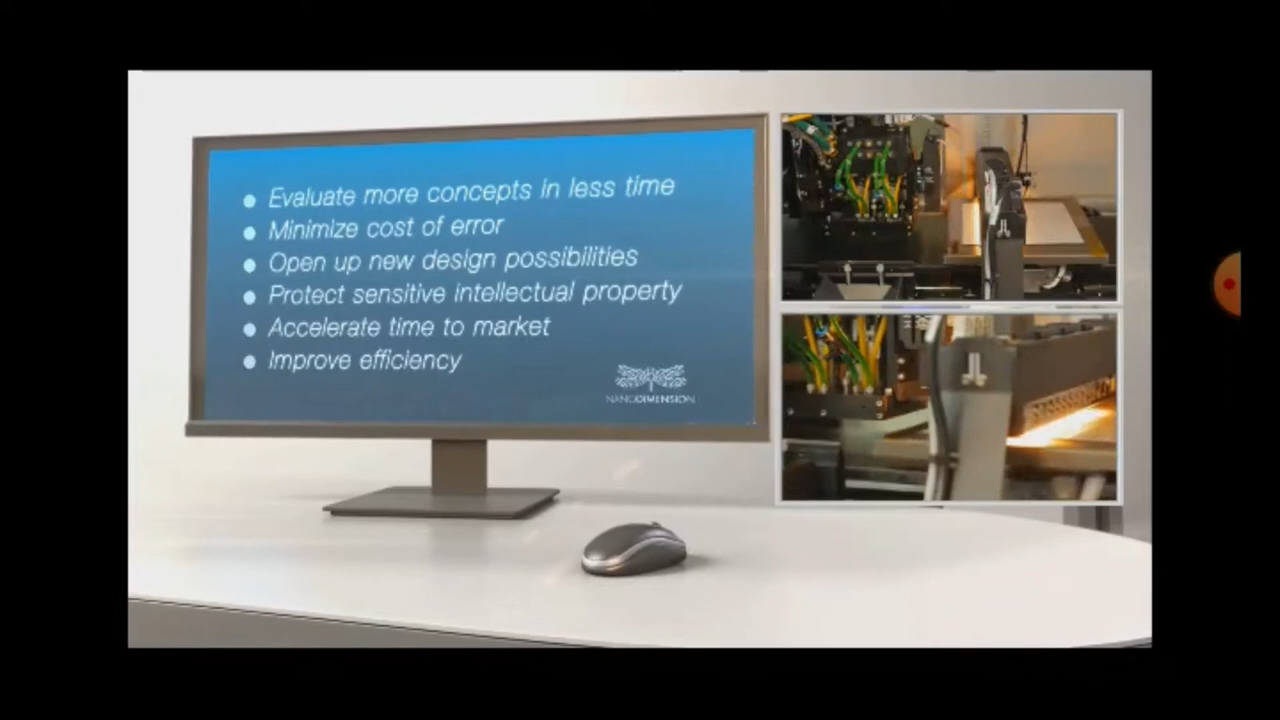 Evaluate more concepts in less time
Minimize cost of error
Open up new design possibilities
Protect sensitive intellectual property
Accelerate time to market
Improve efficiency
NANODIMENSION